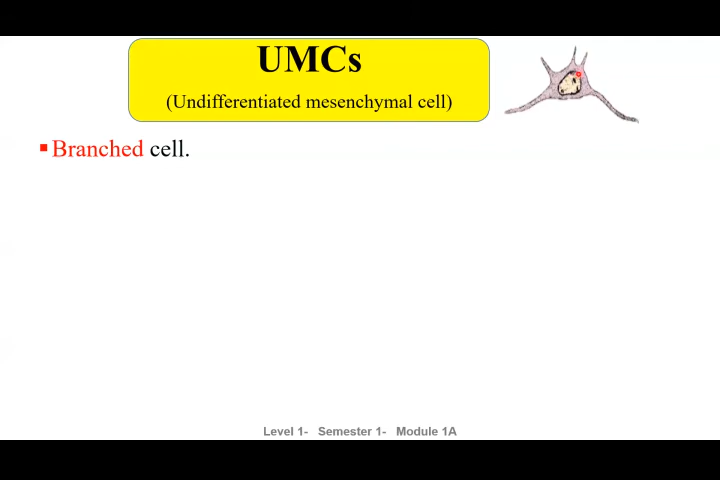 UMCs
(Undifferentiated mesenchymal cell)
▪Branched cell.
Level 1- Semester 1- Module 1A